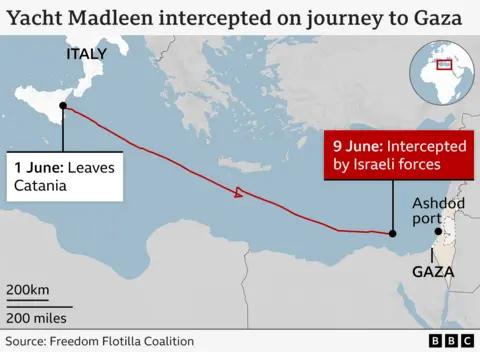 Yacht Madleen intercepted on journey to Gaza
ITALY
1 June: Leaves
Catania
9 June: Intercepted
by Israeli forces
Ashdod
port
GAZA
200km
200 miles
Source: Freedom Flotilla Coalition
BBC